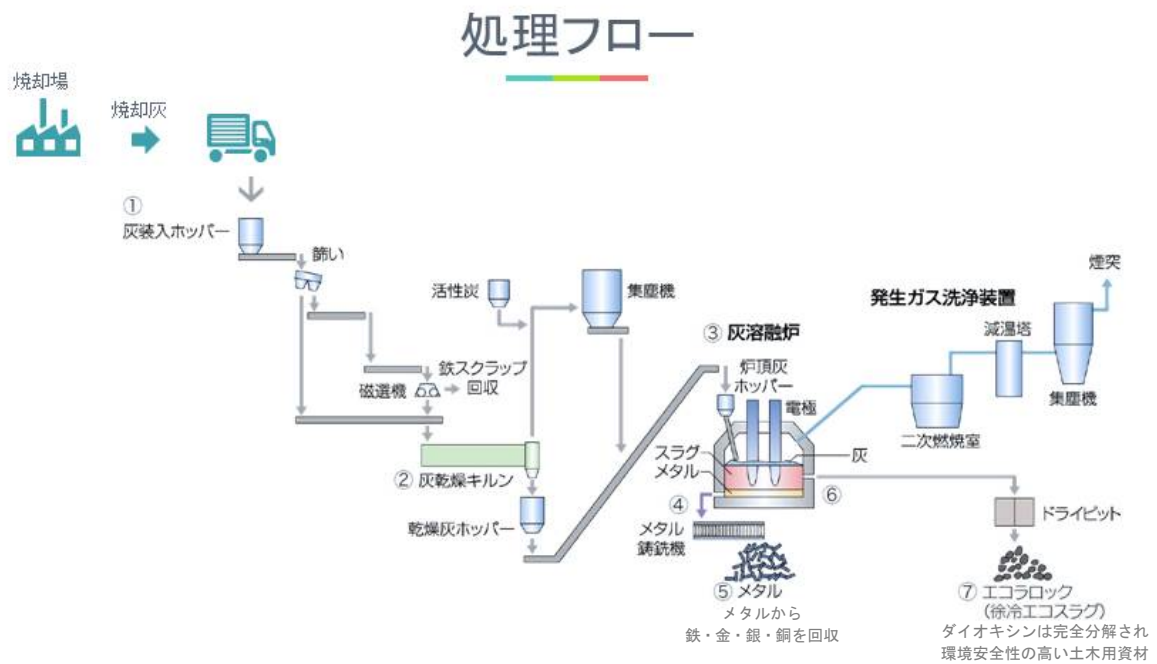 処理フロー
焼却場
焼却灰
①
灰装入ホッパー
篩い
活性炭
集塵機
鉄スクラップ
回収
磁選機
② 灰乾燥キルン
乾燥灰ホッパー
③ 灰溶融炉
炉頂灰
ホッパー
電極
スラグ
メタル
灰
④
メタル
鋳銑機
⑤ メタル
メタルから
鉄・金・銀・銅を回収
発生ガス洗浄装置
煙突
減温塔
集塵機
二次燃焼室
⑥
ドライピット
⑦ エコラロック
(徐冷エコスラグ)
ダイオキシンは完全分解され
環境安全性の高い土木用資材